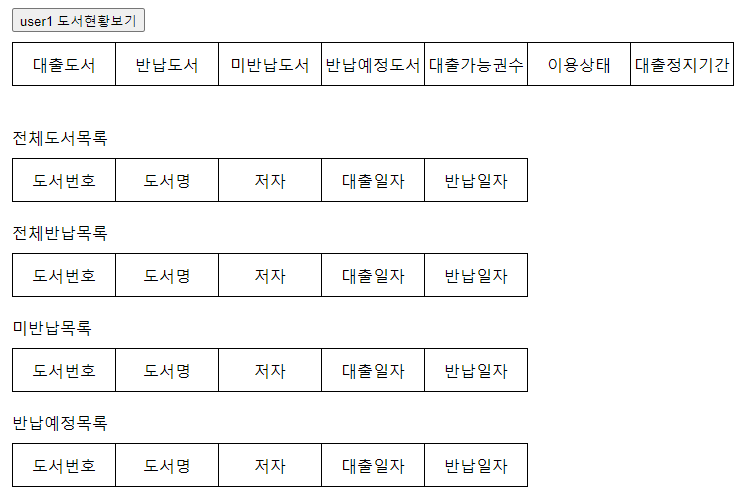 user1 도서현황보기
대출도서 반납도서 미반납도서 반납예정도서 대출가능권수 이용상태 대출정지기간
전체도서목록
도서번호 도서명 저자 대출일자 반납일자
전체반납목록
도서번호 도서명 저자 대출일자 반납일자
미반납목록
도서번호 도서명 저자 대출일자 반납일자
반납예정목록
도서번호 도서명 저자 대출일자 반납일자